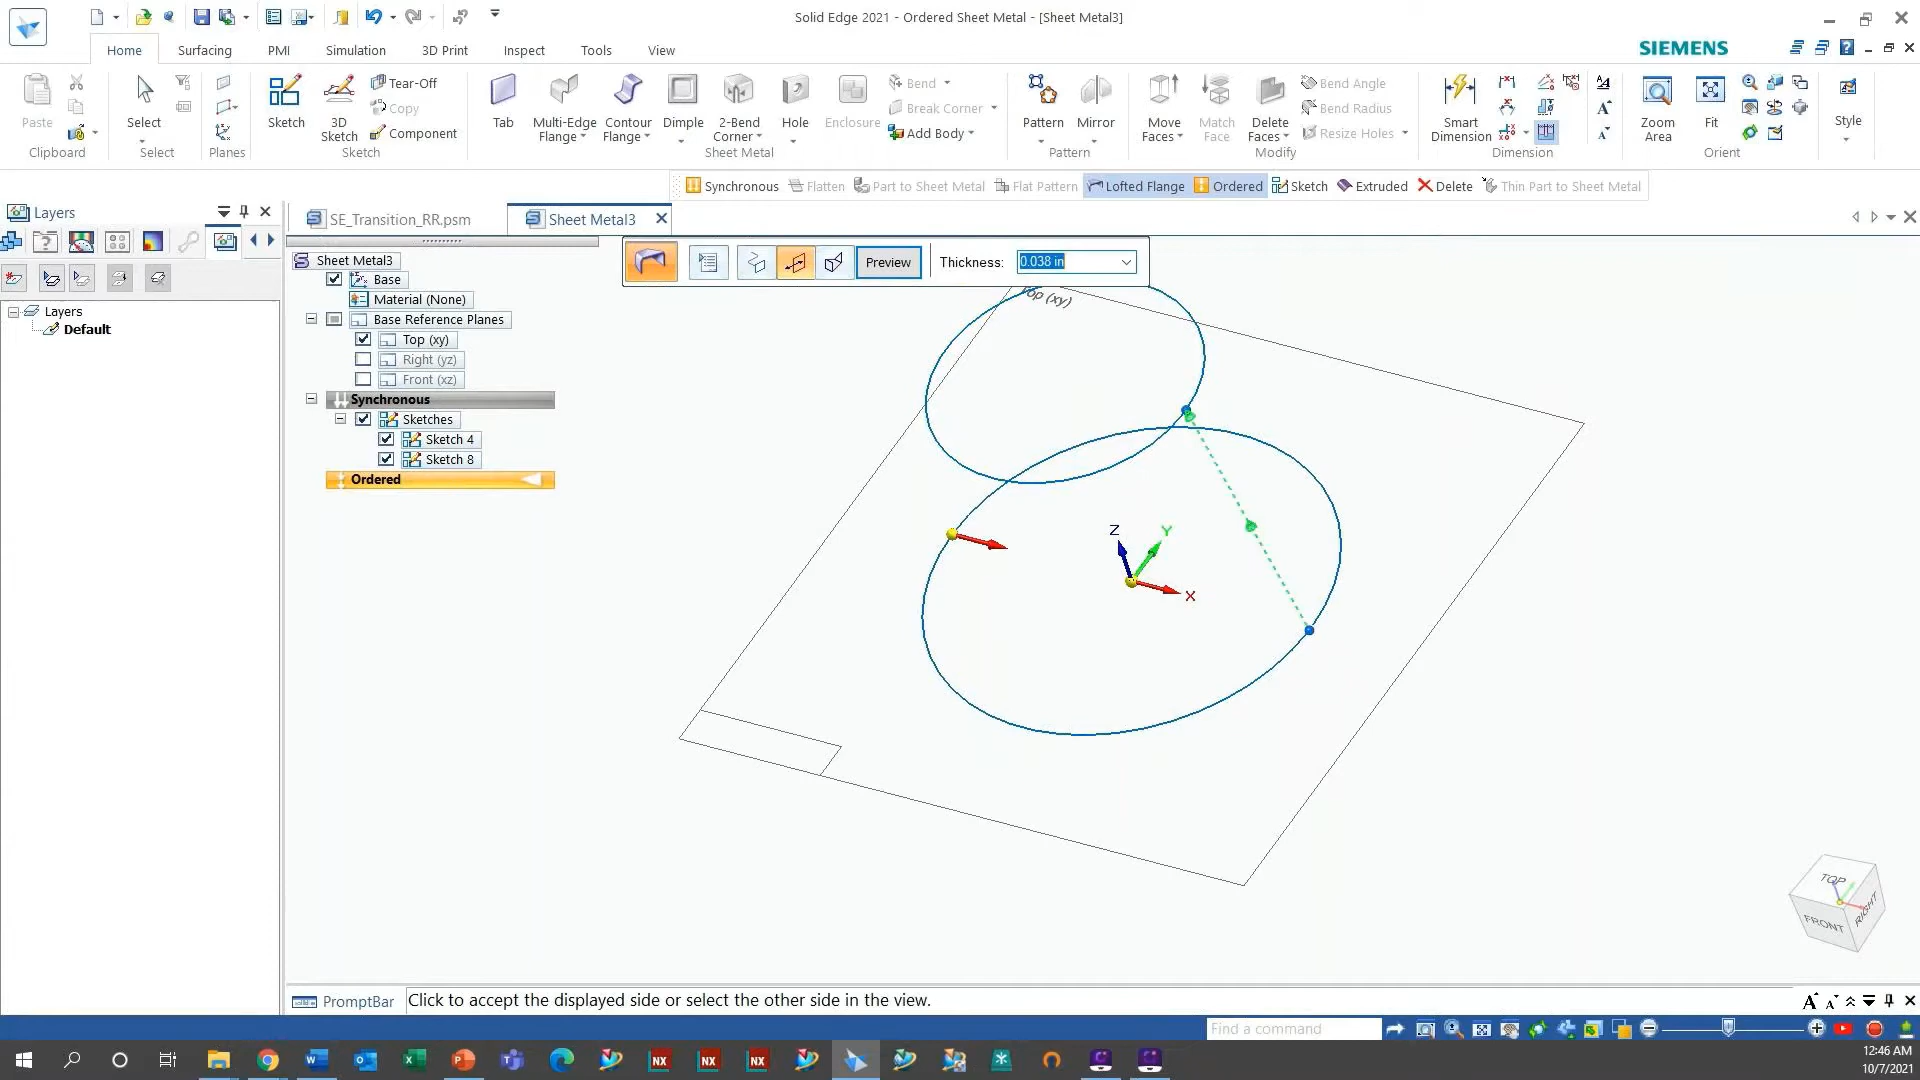 Solid Edge 2021 - Ordered Sheet Metal - [Sheet Metal3]
Home Surfacing PMI Simulation 3D Print Inspect Tools View
SIEMENS
Paste
Select
Sketch
3D Sketch
Tear-Off
Copy
Component
Tab
Multi-Edge Flange
Contour Flange
Dimple
2-Bend Corner
Hole
Enclosure
Bend
Break Corner
Add Body
Pattern
Mirror
Move Faces
Match Face
Delete Faces
Bend Angle
Bend Radius
Resize Holes
Smart Dimension
Zoom Area
Fit
Style
Clipboard Select Planes Sketch Sheet Metal Pattern Modify Dimension Orient
Synchronous Flatten Part to Sheet Metal Flat Pattern Lofted Flange Ordered Sketch Extruded Delete Thin Part to Sheet Metal
Layers
SE_Transition_RR.psm
Sheet Metal3
Layers
Default
Sheet Metal3
Base
Material (None)
Base Reference Planes
Top (xy)
Right (yz)
Front (xz)
Synchronous
Sketches
Sketch 4
Sketch 8
Ordered
Preview
Thickness:
0.038 in
Top (xy)
Z
Y
X
TOP
FRONT
RIGHT
PromptBar
Click to accept the displayed side or select the other side in the view.
Find a command
NX
NX
NX
12:46 AM
10/7/2021